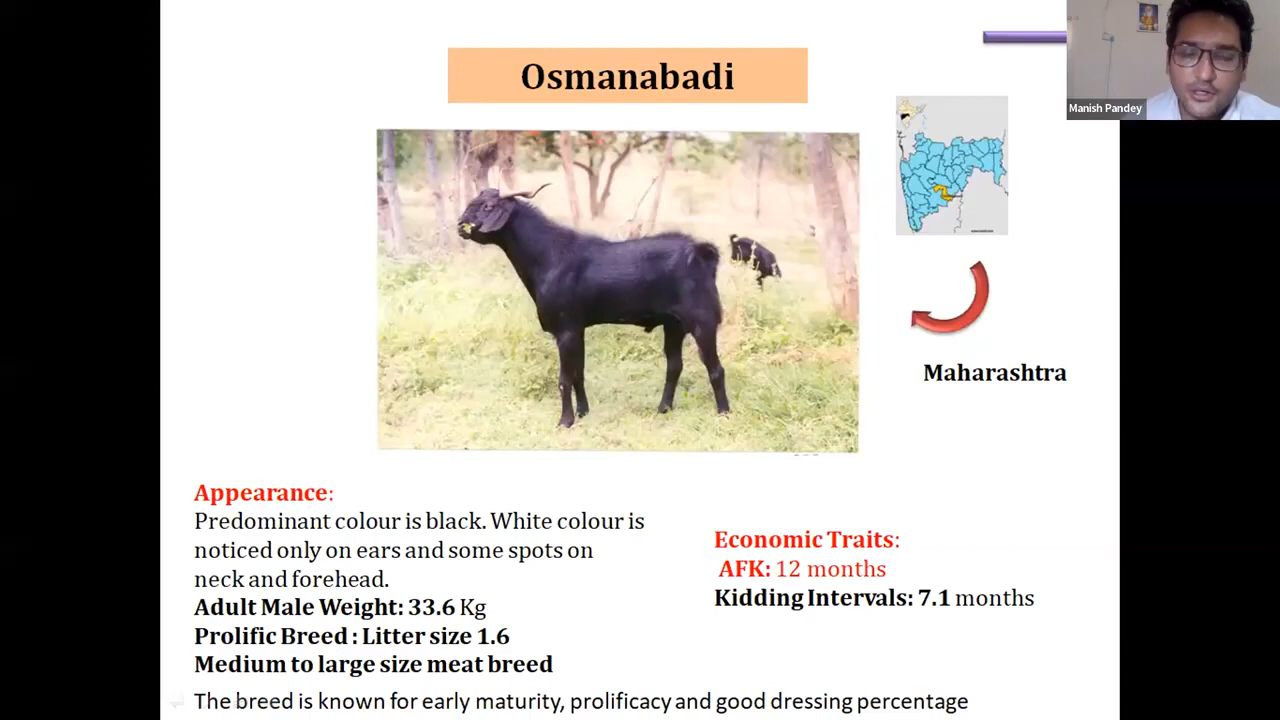 Osmanabadi
Manish Pandey
Maharashtra
Appearance:
Predominant colour is black. White colour is
noticed only on ears and some spots on
neck and forehead.
Adult Male Weight: 33.6 Kg
Prolific Breed : Litter size 1.6
Medium to large size meat breed
Economic Traits:
AFK: 12 months
Kidding Intervals: 7.1 months
The breed is known for early maturity, prolificacy and good dressing percentage